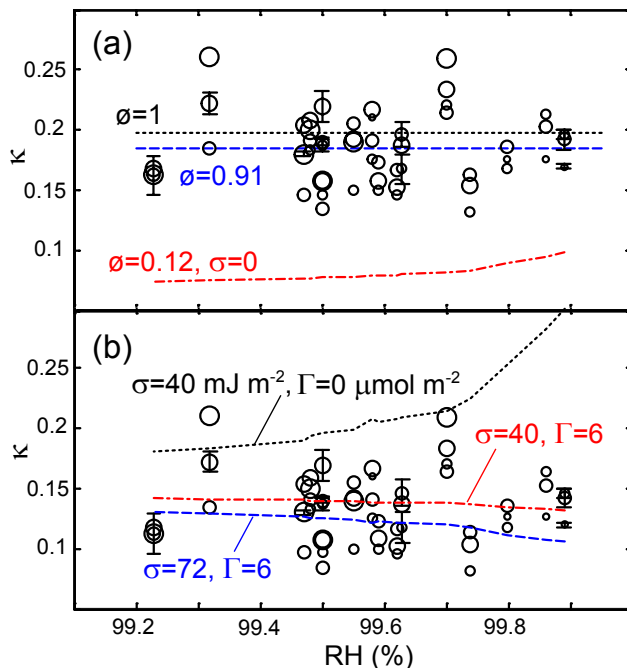 (a)
0.25
ø=1
0.2
κ
0.15
ø=0.91
0.1
ø=0.12, σ=0
(b)
0.25
σ=40 mJ m-2, Γ=0 μmol m-2
0.2
κ
σ=40, Γ=6
0.15
0.1
σ=72, Γ=6
99.2 99.4 99.6 99.8
RH (%)